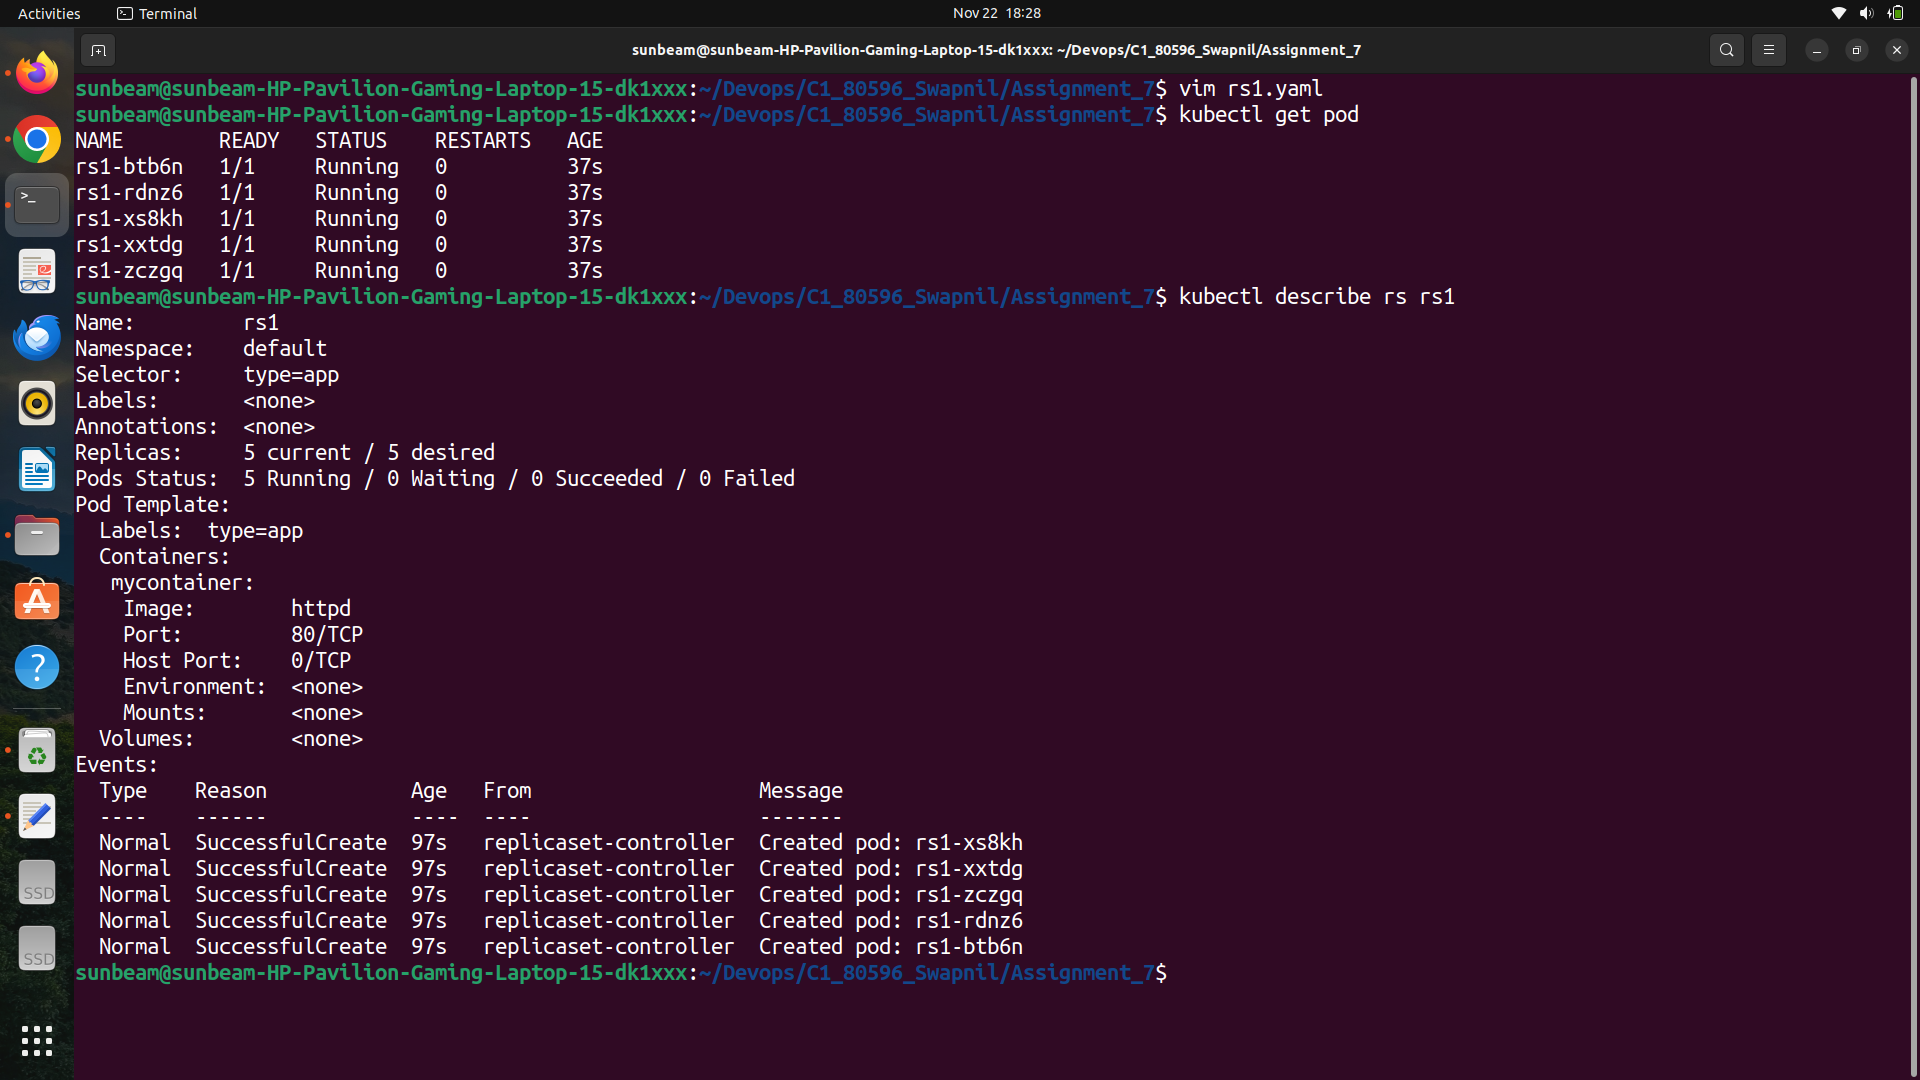 Activities Terminal Nov 22 18:28
sunbeam@sunbeam-HP-Pavilion-Gaming-Laptop-15-dk1xxx: ~/Devops/C1_80596_Swapnil/Assignment_7
sunbeam@sunbeam-HP-Pavilion-Gaming-Laptop-15-dk1xxx:~/Devops/C1_80596_Swapnil/Assignment_7$ vim rs1.yaml
sunbeam@sunbeam-HP-Pavilion-Gaming-Laptop-15-dk1xxx:~/Devops/C1_80596_Swapnil/Assignment_7$ kubectl get pod
NAME        READY   STATUS    RESTARTS   AGE
rs1-btb6n   1/1     Running   0          37s
rs1-rdnz6   1/1     Running   0          37s
rs1-xs8kh   1/1     Running   0          37s
rs1-xxtdg   1/1     Running   0          37s
rs1-zczgq   1/1     Running   0          37s
sunbeam@sunbeam-HP-Pavilion-Gaming-Laptop-15-dk1xxx:~/Devops/C1_80596_Swapnil/Assignment_7$ kubectl describe rs rs1
Name:         rs1
Namespace:    default
Selector:     type=app
Labels:       <none>
Annotations:  <none>
Replicas:     5 current / 5 desired
Pods Status:  5 Running / 0 Waiting / 0 Succeeded / 0 Failed
Pod Template:
  Labels:  type=app
  Containers:
   mycontainer:
    Image:        httpd
    Port:         80/TCP
    Host Port:    0/TCP
    Environment:  <none>
    Mounts:       <none>
  Volumes:        <none>
Events:
  Type    Reason            Age   From                   Message
  ----    ------            ----  ----                   -------
  Normal  SuccessfulCreate  97s   replicaset-controller  Created pod: rs1-xs8kh
  Normal  SuccessfulCreate  97s   replicaset-controller  Created pod: rs1-xxtdg
  Normal  SuccessfulCreate  97s   replicaset-controller  Created pod: rs1-zczgq
  Normal  SuccessfulCreate  97s   replicaset-controller  Created pod: rs1-rdnz6
  Normal  SuccessfulCreate  97s   replicaset-controller  Created pod: rs1-btb6n
sunbeam@sunbeam-HP-Pavilion-Gaming-Laptop-15-dk1xxx:~/Devops/C1_80596_Swapnil/Assignment_7$
SSD
SSD